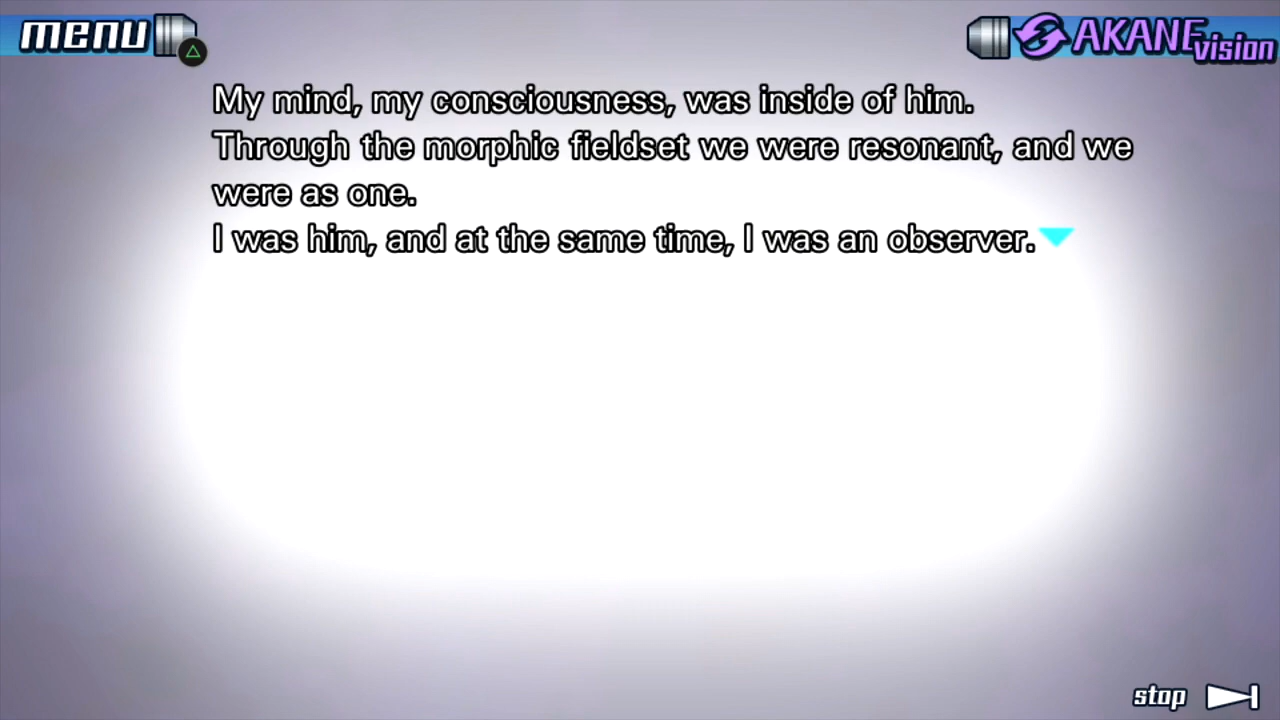 menu
AKANE vision
My mind, my consciousness, was inside of him.
Through the morphic fieldset we were resonant, and we
were as one.
I was him, and at the same time, I was an observer.
stop